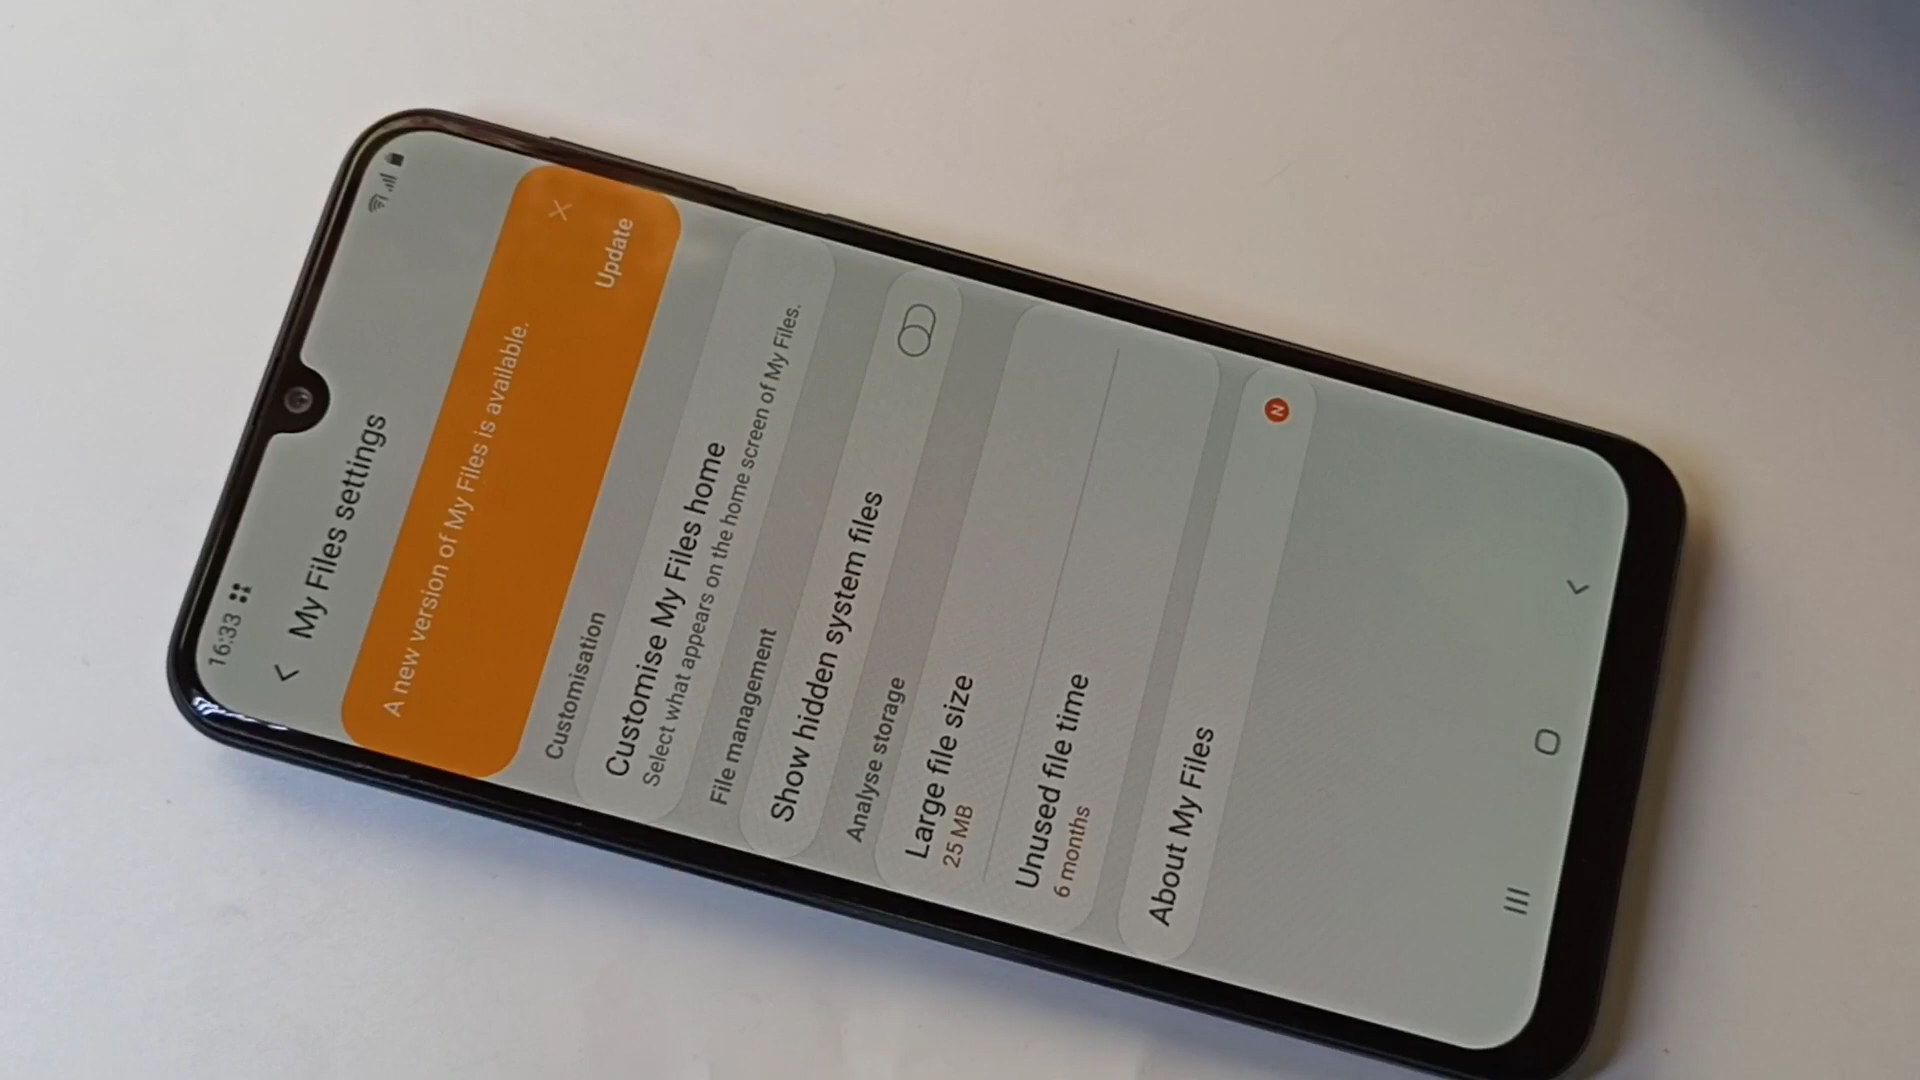 16:33
My Files settings
A new version of My Files is available.
Update
Customisation
Customise My Files home
Select what appears on the home screen of My Files.
File management
Show hidden system files
Analyse storage
Large file size
25 MB
Unused file time
6 months
About My Files
N